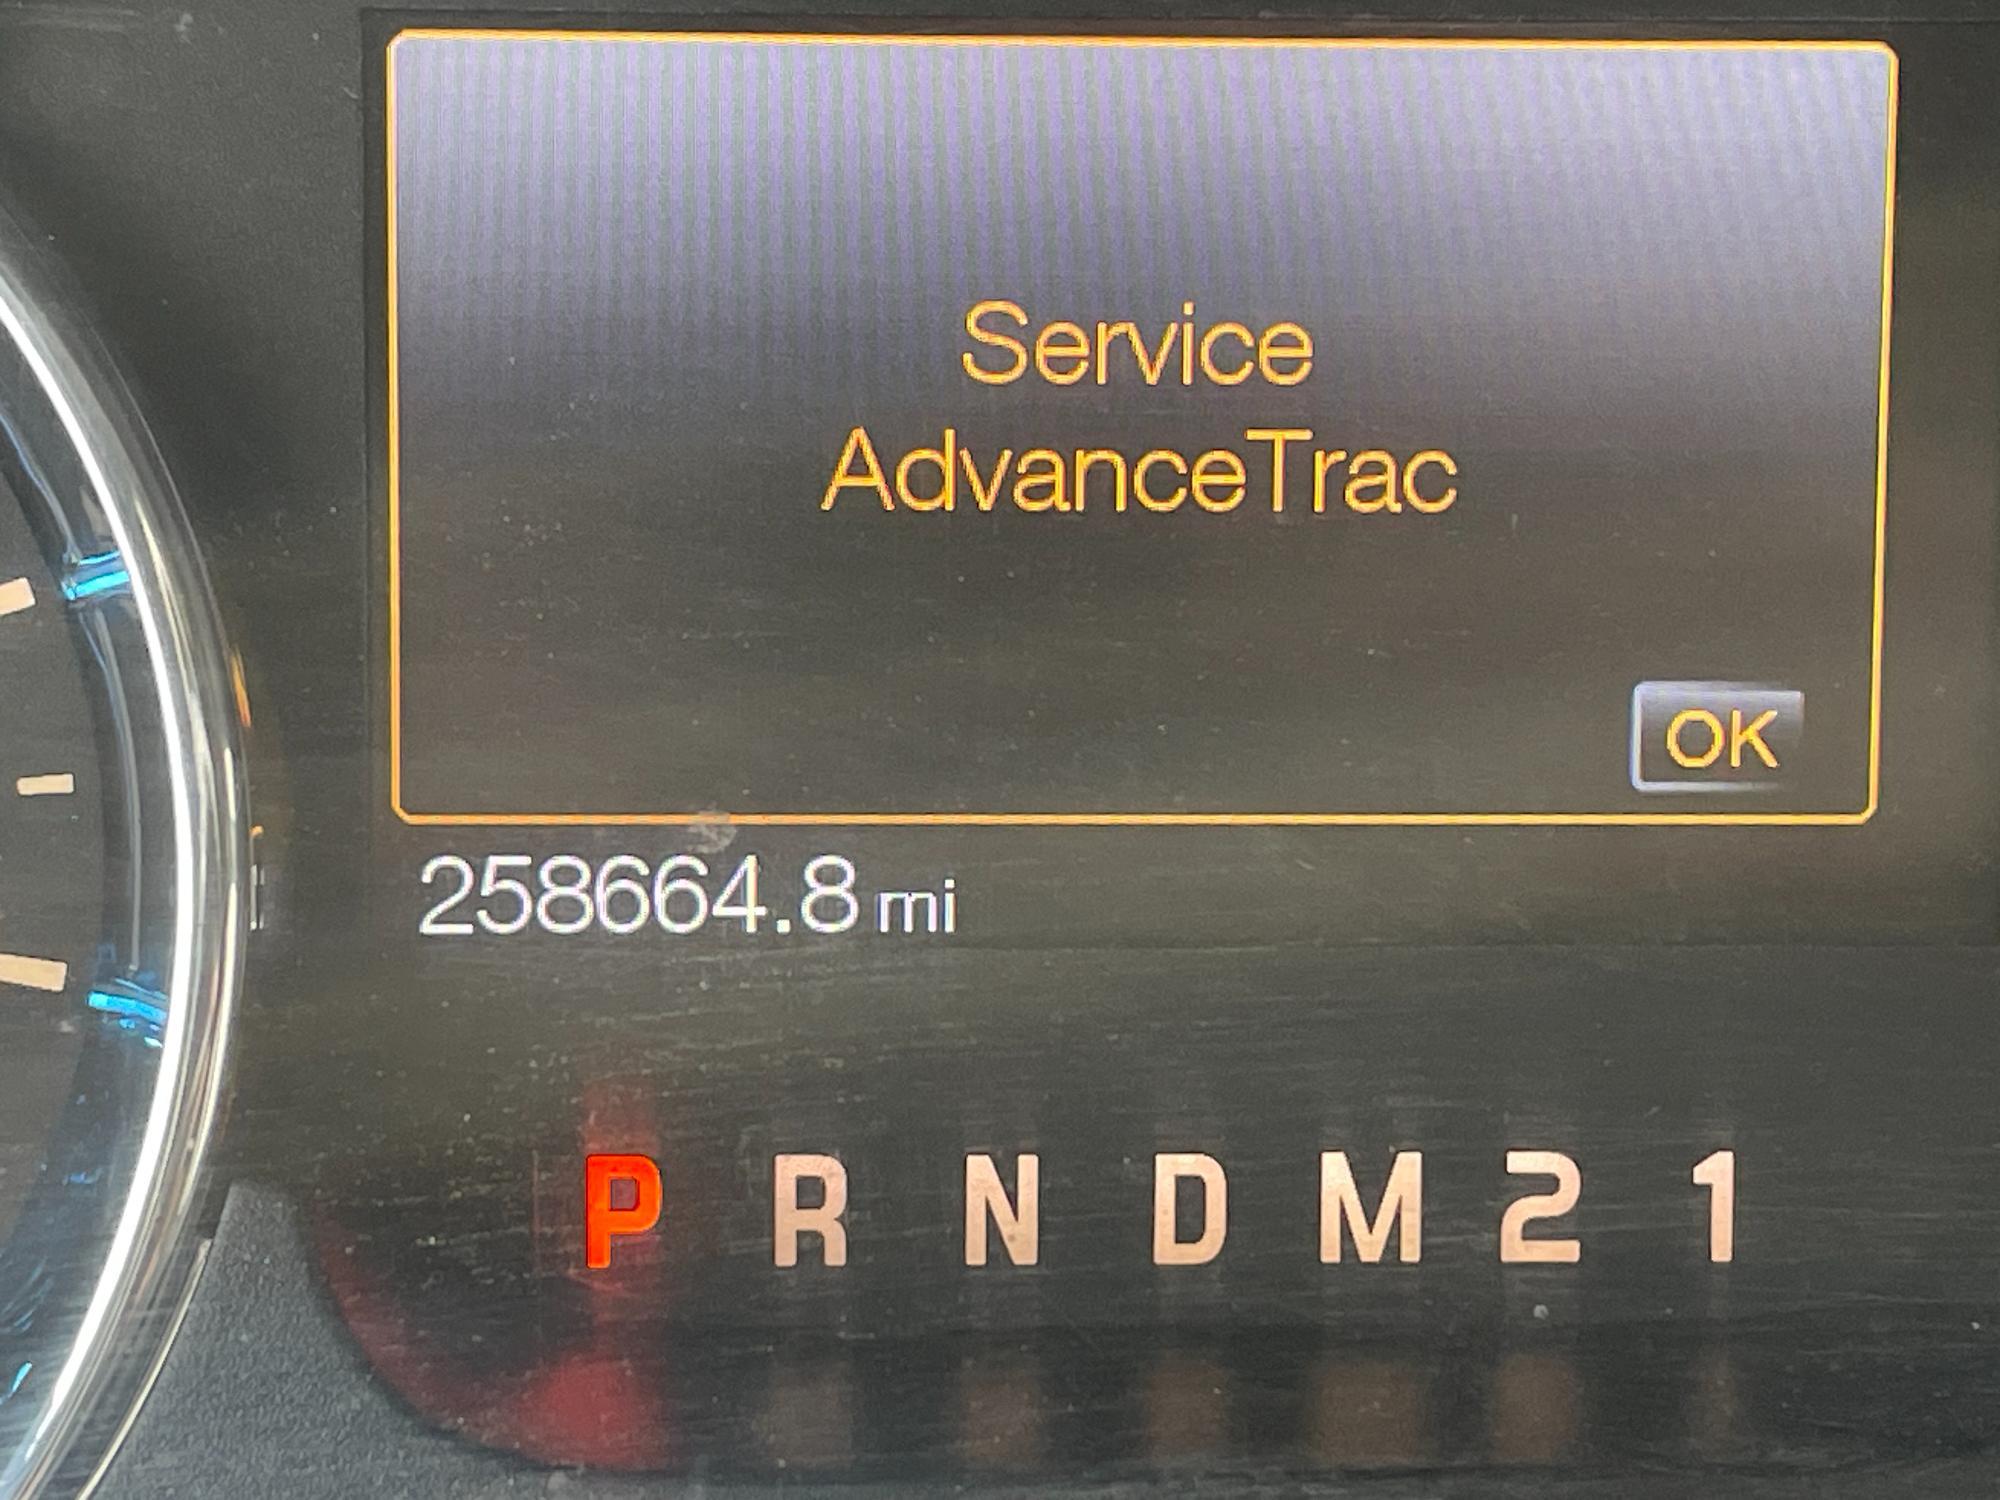 Service
AdvanceTrac
OK
258664.8 mi
P R N D M 2 1